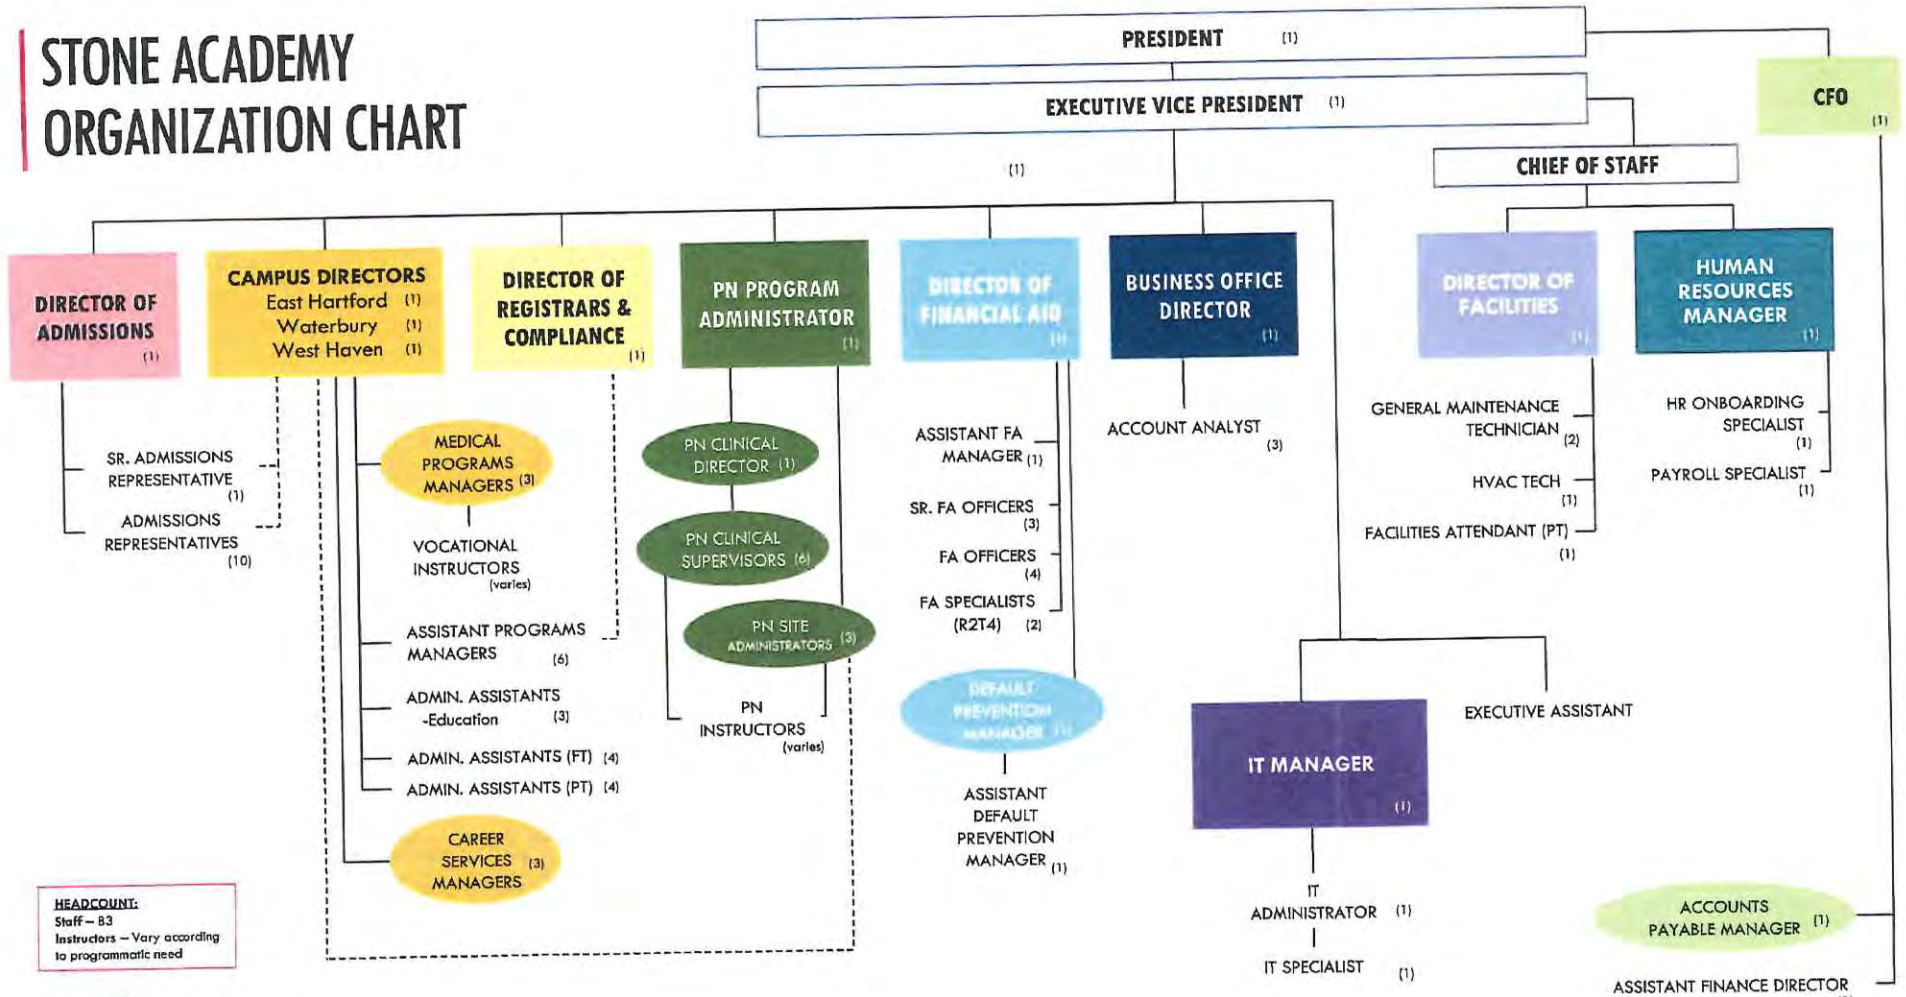 STONE ACADEMY
ORGANIZATION CHART
PRESIDENT (1)
EXECUTIVE VICE PRESIDENT (1)
CFO
(1)
(1)
CHIEF OF STAFF
DIRECTOR OF
ADMISSIONS
(1)
CAMPUS DIRECTORS
East Hartford (1)
Waterbury (1)
West Haven (1)
DIRECTOR OF
REGISTRARS &
COMPLIANCE
(1)
PN PROGRAM
ADMINISTRATOR
(1)
DIRECTOR OF
FINANCIAL AID
(1)
BUSINESS OFFICE
DIRECTOR
(1)
DIRECTOR OF
FACILITIES
(1)
HUMAN
RESOURCES
MANAGER
(1)
SR. ADMISSIONS
REPRESENTATIVE
(1)
ADMISSIONS
REPRESENTATIVES
(10)
MEDICAL
PROGRAMS
MANAGERS (3)
VOCATIONAL
INSTRUCTORS
(varies)
ASSISTANT PROGRAMS
MANAGERS (6)
ADMIN. ASSISTANTS
-Education (3)
ADMIN. ASSISTANTS (FT) (4)
ADMIN. ASSISTANTS (PT) (4)
CAREER
SERVICES (3)
MANAGERS
PN CLINICAL
DIRECTOR (1)
PN CLINICAL
SUPERVISORS (6)
PN SITE
ADMINISTRATORS (3)
PN
INSTRUCTORS
(varies)
ASSISTANT FA
MANAGER (1)
SR. FA OFFICERS
(3)
FA OFFICERS
(4)
FA SPECIALISTS
(R2T4) (2)
DEFAULT
PREVENTION
MANAGER (1)
ASSISTANT
DEFAULT
PREVENTION
MANAGER (1)
ACCOUNT ANALYST
(3)
GENERAL MAINTENANCE
TECHNICIAN (2)
HVAC TECH
(1)
FACILITIES ATTENDANT (PT)
(1)
HR ONBOARDING
SPECIALIST
(1)
PAYROLL SPECIALIST
(1)
IT MANAGER
(1)
EXECUTIVE ASSISTANT
IT
ADMINISTRATOR (1)
IT SPECIALIST (1)
ACCOUNTS
PAYABLE MANAGER (1)
ASSISTANT FINANCE DIRECTOR
HEADCOUNT:
Staff – 83
Instructors – Vary according
to programmatic need